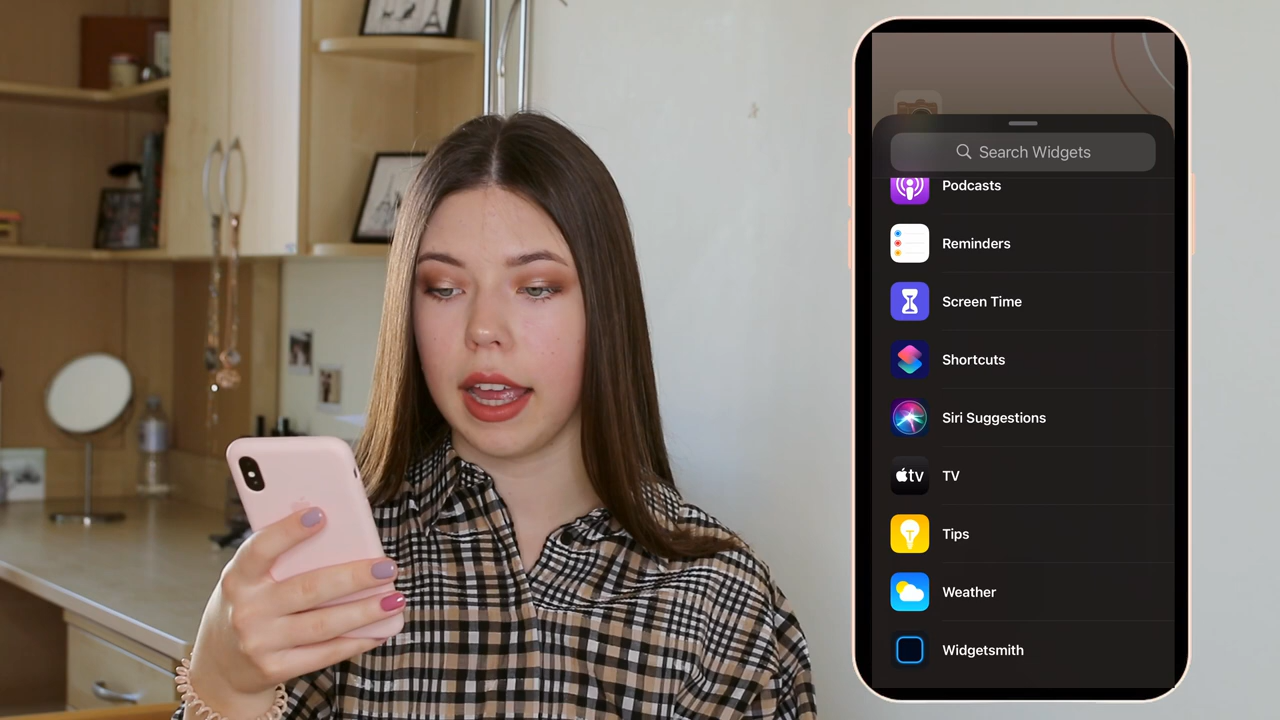 Search Widgets
Podcasts
Reminders
Screen Time
Shortcuts
Siri Suggestions
tv
TV
Tips
Weather
Widgetsmith